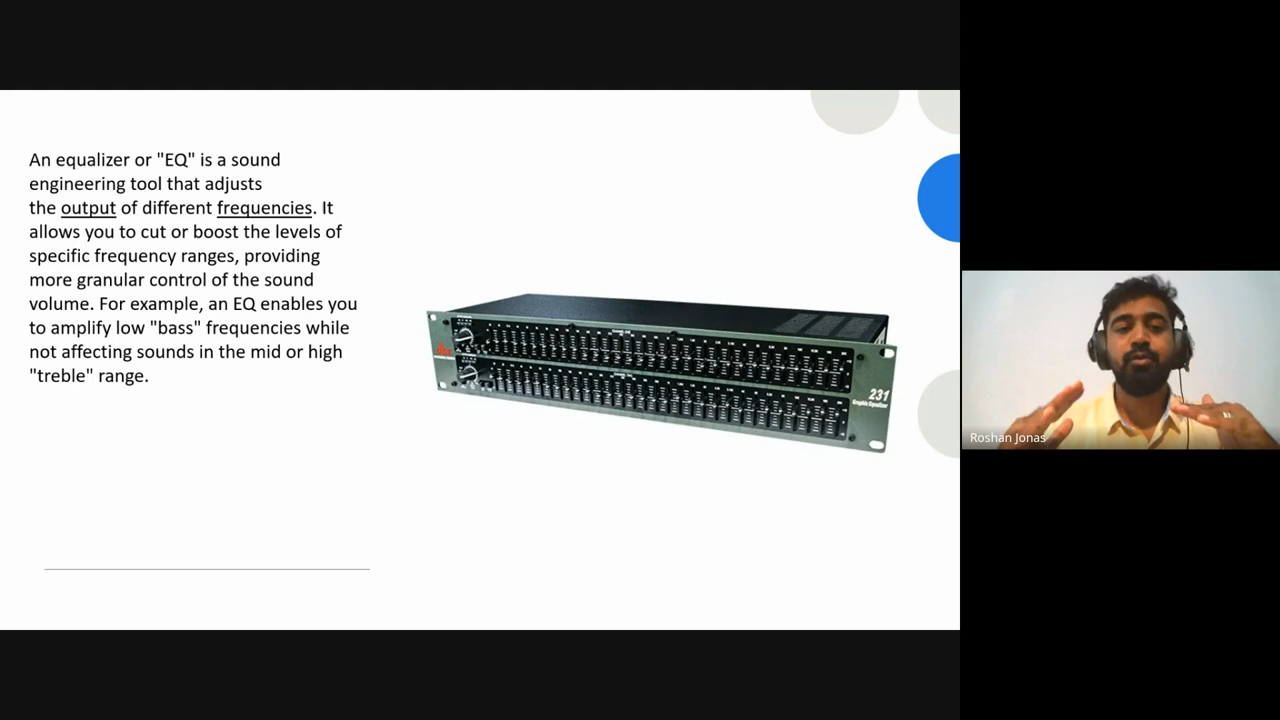 An equalizer or "EQ" is a sound
engineering tool that adjusts
the output of different frequencies. It
allows you to cut or boost the levels of
specific frequency ranges, providing
more granular control of the sound
volume. For example, an EQ enables you
to amplify low "bass" frequencies while
not affecting sounds in the mid or high
"treble" range.
dbx
231
Graphic Equalizer
Roshan Jonas